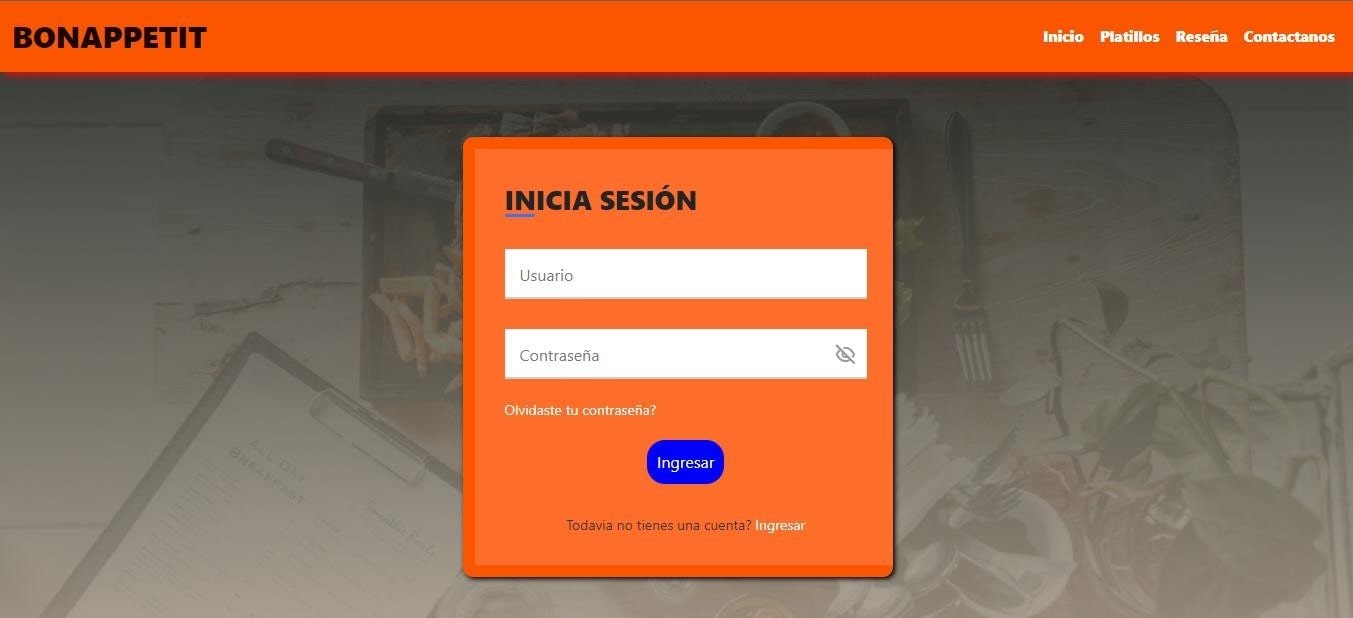 BONAPPETIT
Inicio Platillos Reseña Contactanos
INICIA SESIÓN
Usuario
Contraseña
Olvidaste tu contraseña?
Ingresar
Todavia no tienes una cuenta? Ingresar
ALL DAY
BREAKFAST
Smoothie Bowls